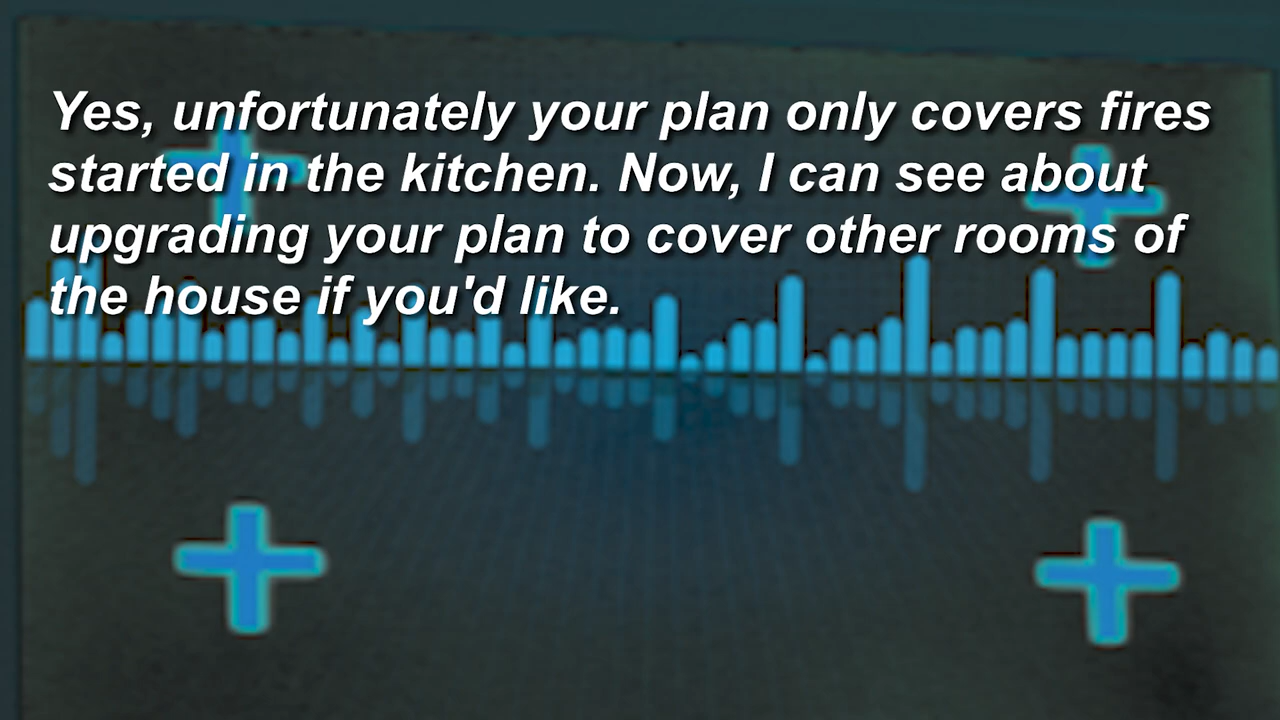 Yes, unfortunately your plan only covers fires
started in the kitchen. Now, I can see about
upgrading your plan to cover other rooms of
the house if you'd like.